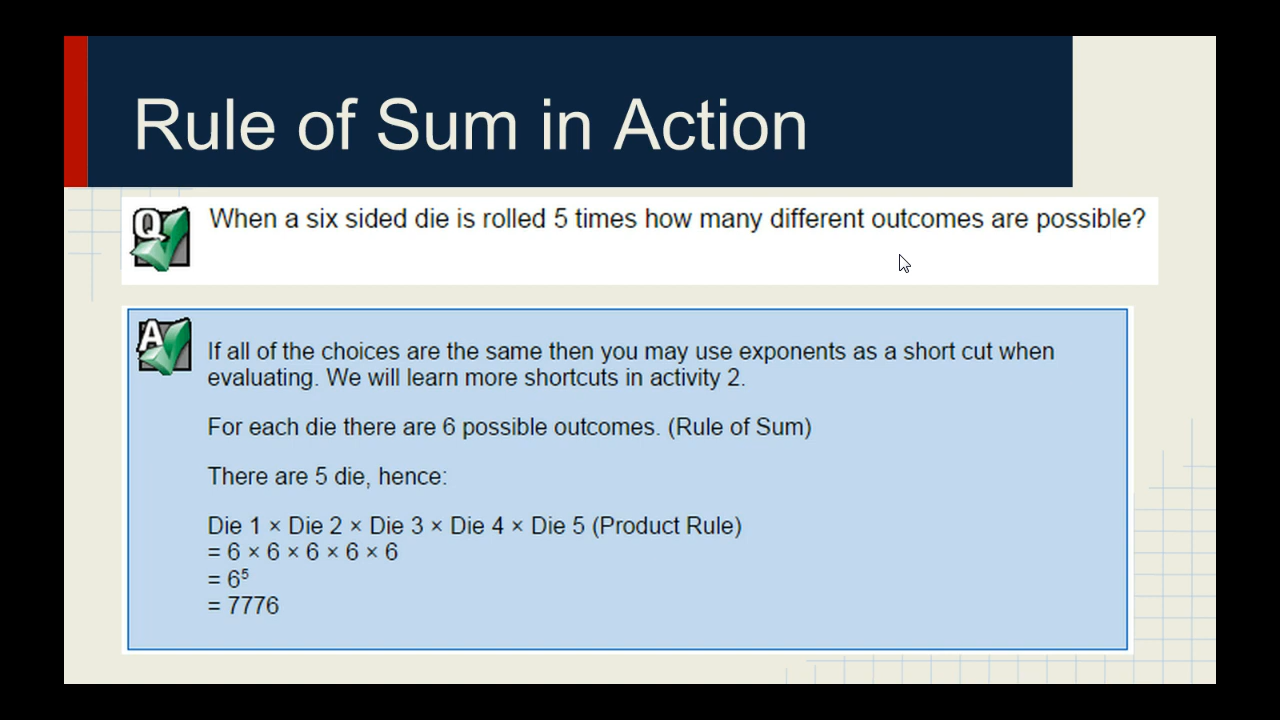 Rule of Sum in Action
Q
When a six sided die is rolled 5 times how many different outcomes are possible?
A
If all of the choices are the same then you may use exponents as a short cut when
evaluating. We will learn more shortcuts in activity 2.
For each die there are 6 possible outcomes. (Rule of Sum)
There are 5 die, hence:
Die 1 × Die 2 × Die 3 × Die 4 × Die 5 (Product Rule)
= 6 × 6 × 6 × 6 × 6
= 6⁵
= 7776